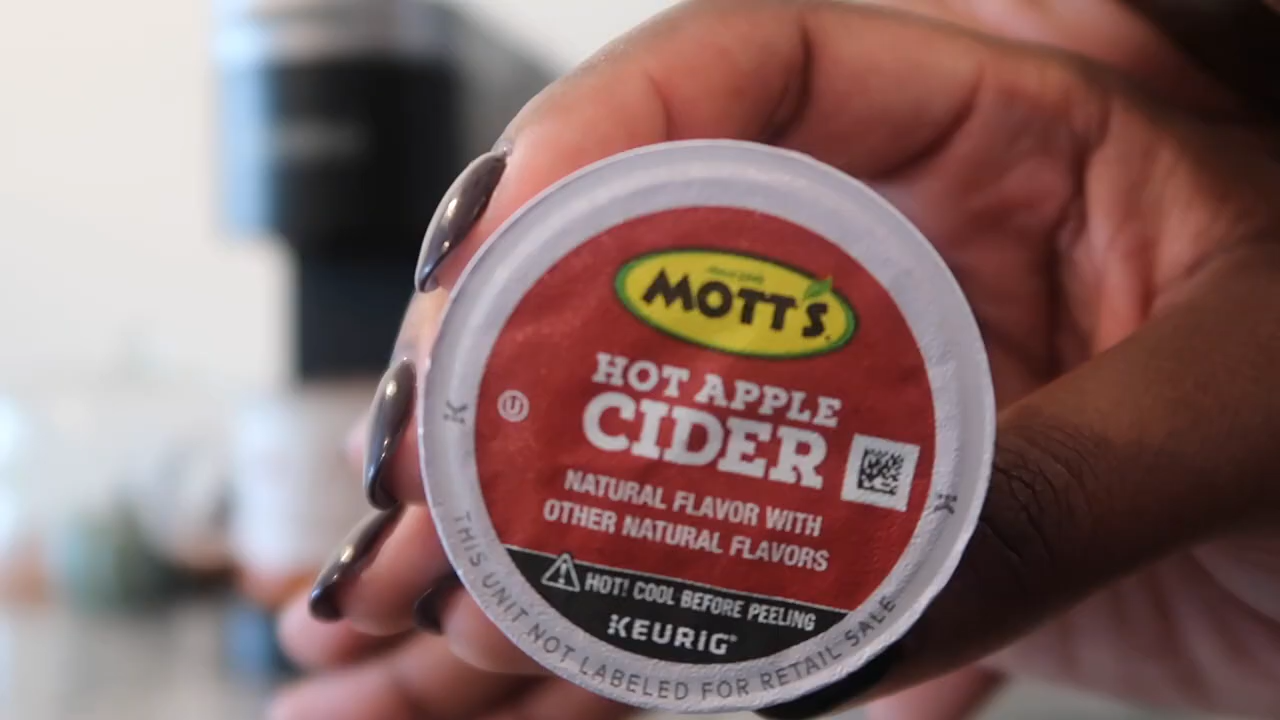 MOTT'S
HOT APPLE
CIDER
NATURAL FLAVOR WITH
OTHER NATURAL FLAVORS
HOT! COOL BEFORE PEELING
KEURIG®
THIS UNIT NOT LABELED FOR RETAIL SALE
U
K
K